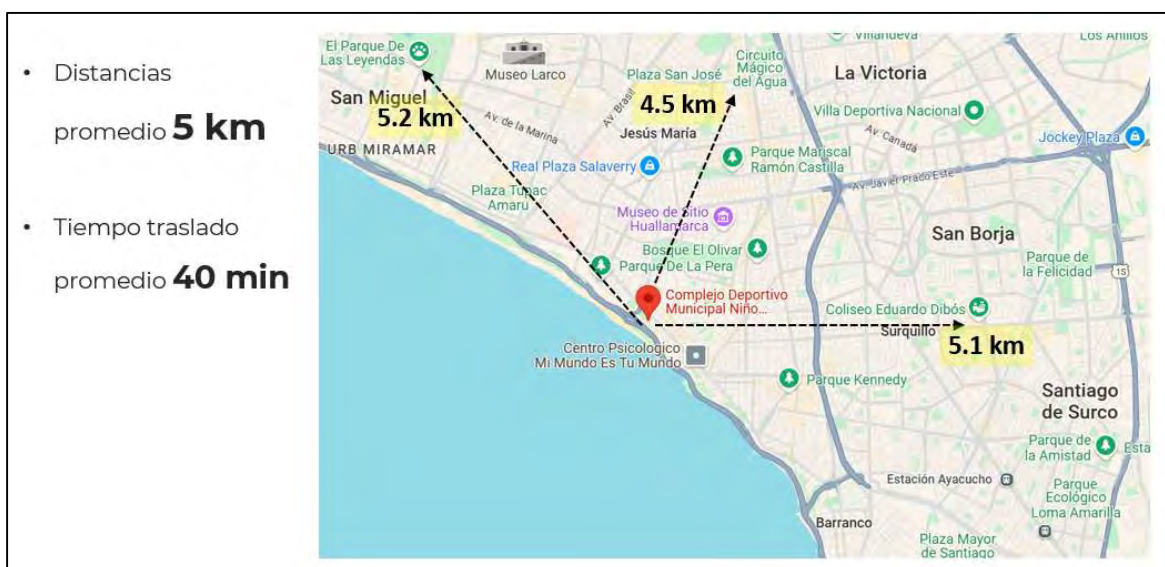 • Distancias
promedio 5 km
• Tiempo traslado
promedio 40 min
El Parque De
Las Leyendas
Museo Larco
Plaza San José
Circuito
Mágico
del Agua
Villanueva
Los Anillos
La Victoria
San Miguel
5.2 km
4.5 km
Av. Brasil
Av. de la Marina
Jesús María
Villa Deportiva Nacional
Av. Canadá
Jockey Plaza
URB MIRAMAR
Real Plaza Salaverry
Parque Mariscal
Ramón Castilla
Av. Javier Prado Este
Plaza Tupac
Amaru
Museo de Sitio
Huallamarca
San Borja
Bosque El Olivar
Parque De La Pera
Parque de
la Felicidad
1S
Complejo Deportivo
Municipal Niño...
Coliseo Eduardo Dibós
Surquillo
5.1 km
Centro Psicologico
Mi Mundo Es Tu Mundo
Parque Kennedy
Santiago
de Surco
Parque de
la Amistad
Esta
Estación Ayacucho
Parque
Ecológico
Loma Amarilla
Barranco
Plaza Mayor
de Santiago